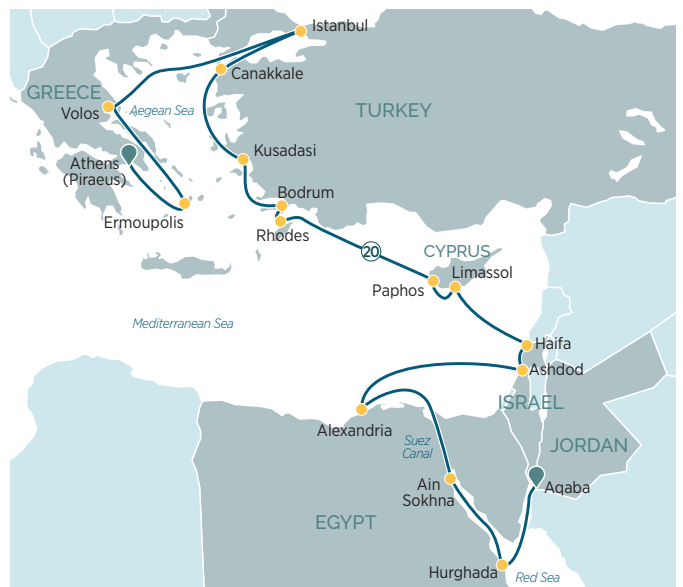 Istanbul
Canakkale
GREECE
Volos
Aegean Sea
TURKEY
Athens
(Piraeus)
Kusadasi
Bodrum
Ermoupolis
Rhodes
20
CYPRUS
Limassol
Paphos
Mediterranean Sea
Haifa
Ashdod
ISRAEL
Alexandria
Suez
Canal
JORDAN
Ain
Sokhna
Aqaba
EGYPT
Hurghada
Red Sea